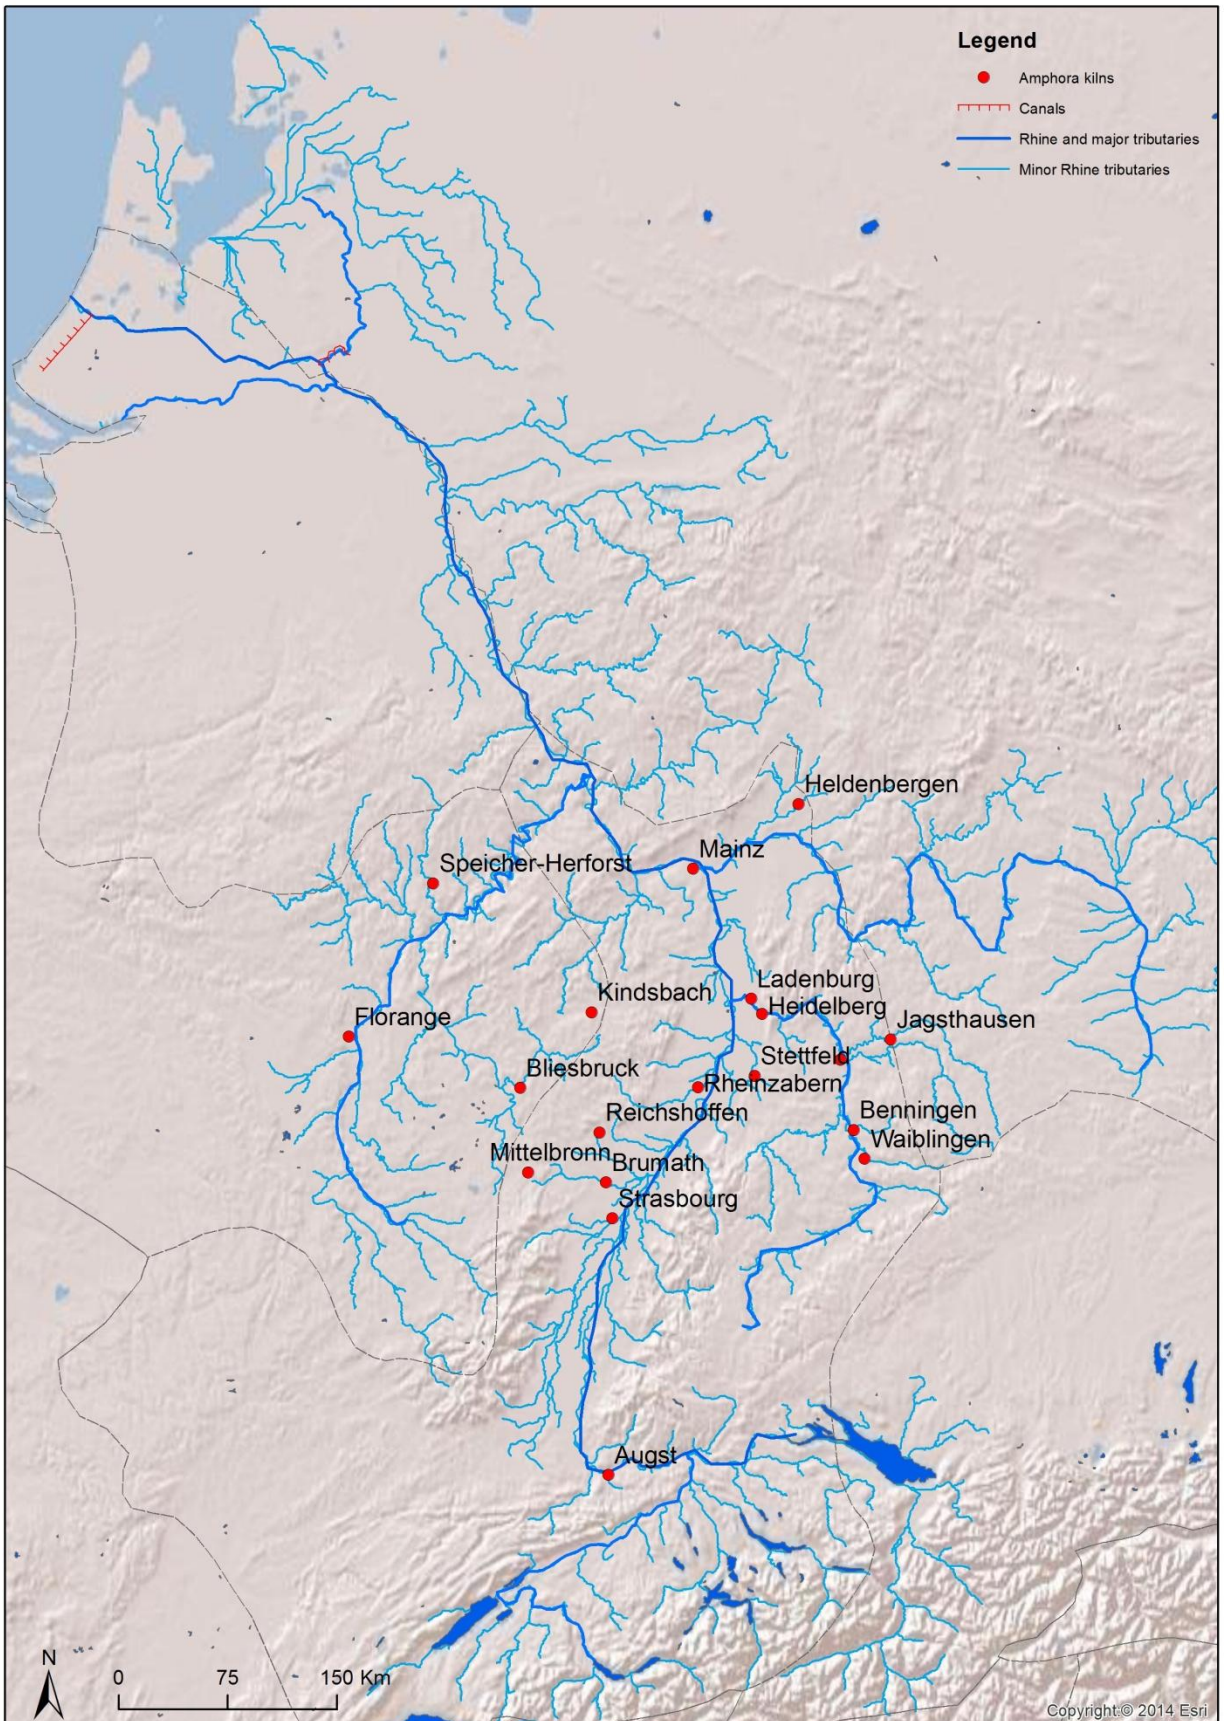 Legend
Amphora kilns
Canals
Rhine and major tributaries
Minor Rhine tributaries
Heldenbergen
Mainz
Speicher-Herforst
Ladenburg
Kindsbach
Heidelberg
Florange
Jagsthausen
Stettfeld
Bliesbruck
Rheinzabern
Reichshoffen
Benningen
Waiblingen
Mittelbronn
Brumath
Strasbourg
Augst
N
0 75 150 Km
Copyright:© 2014 Esri